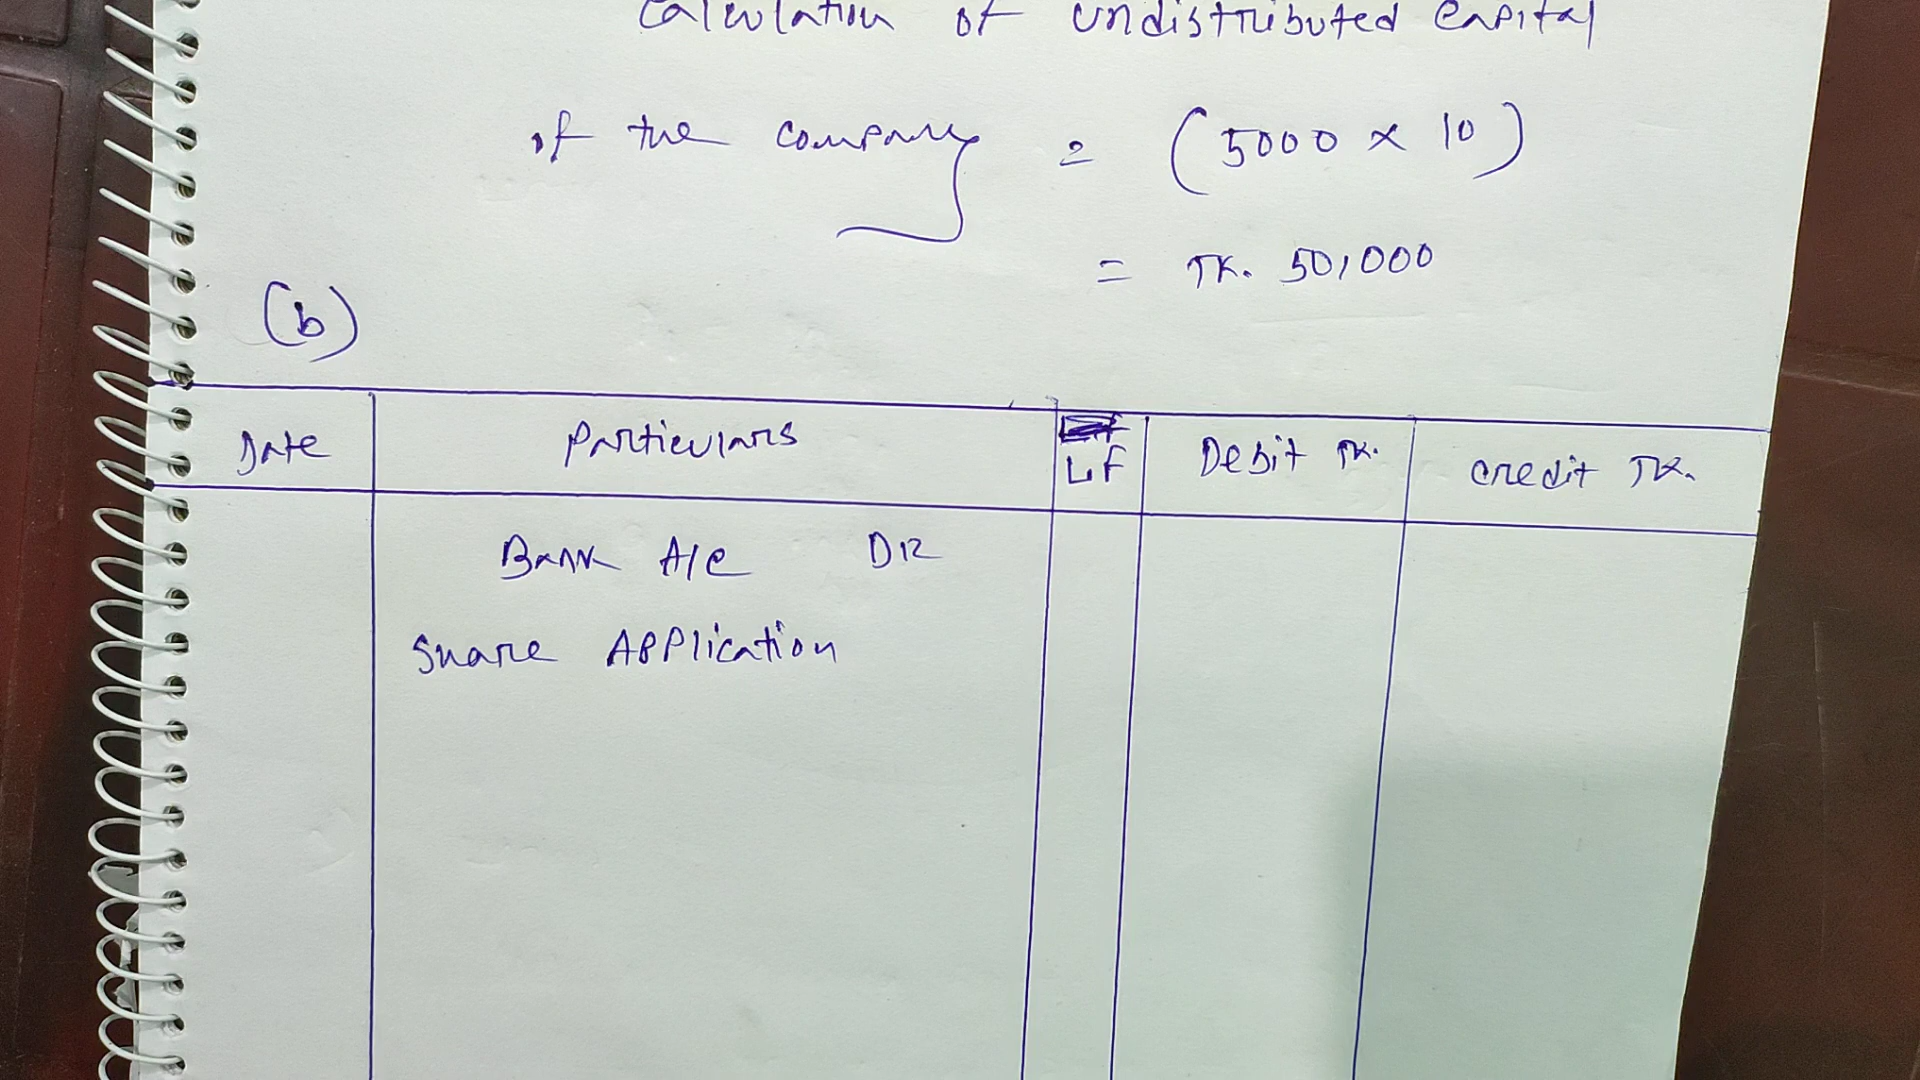 Calculation of undistributed capital
of the company = (5000 × 10)
= TK. 50,000
(b)
Date Particulars LF Debit TK. Credit TK.
Bank A/C DR
Share Application